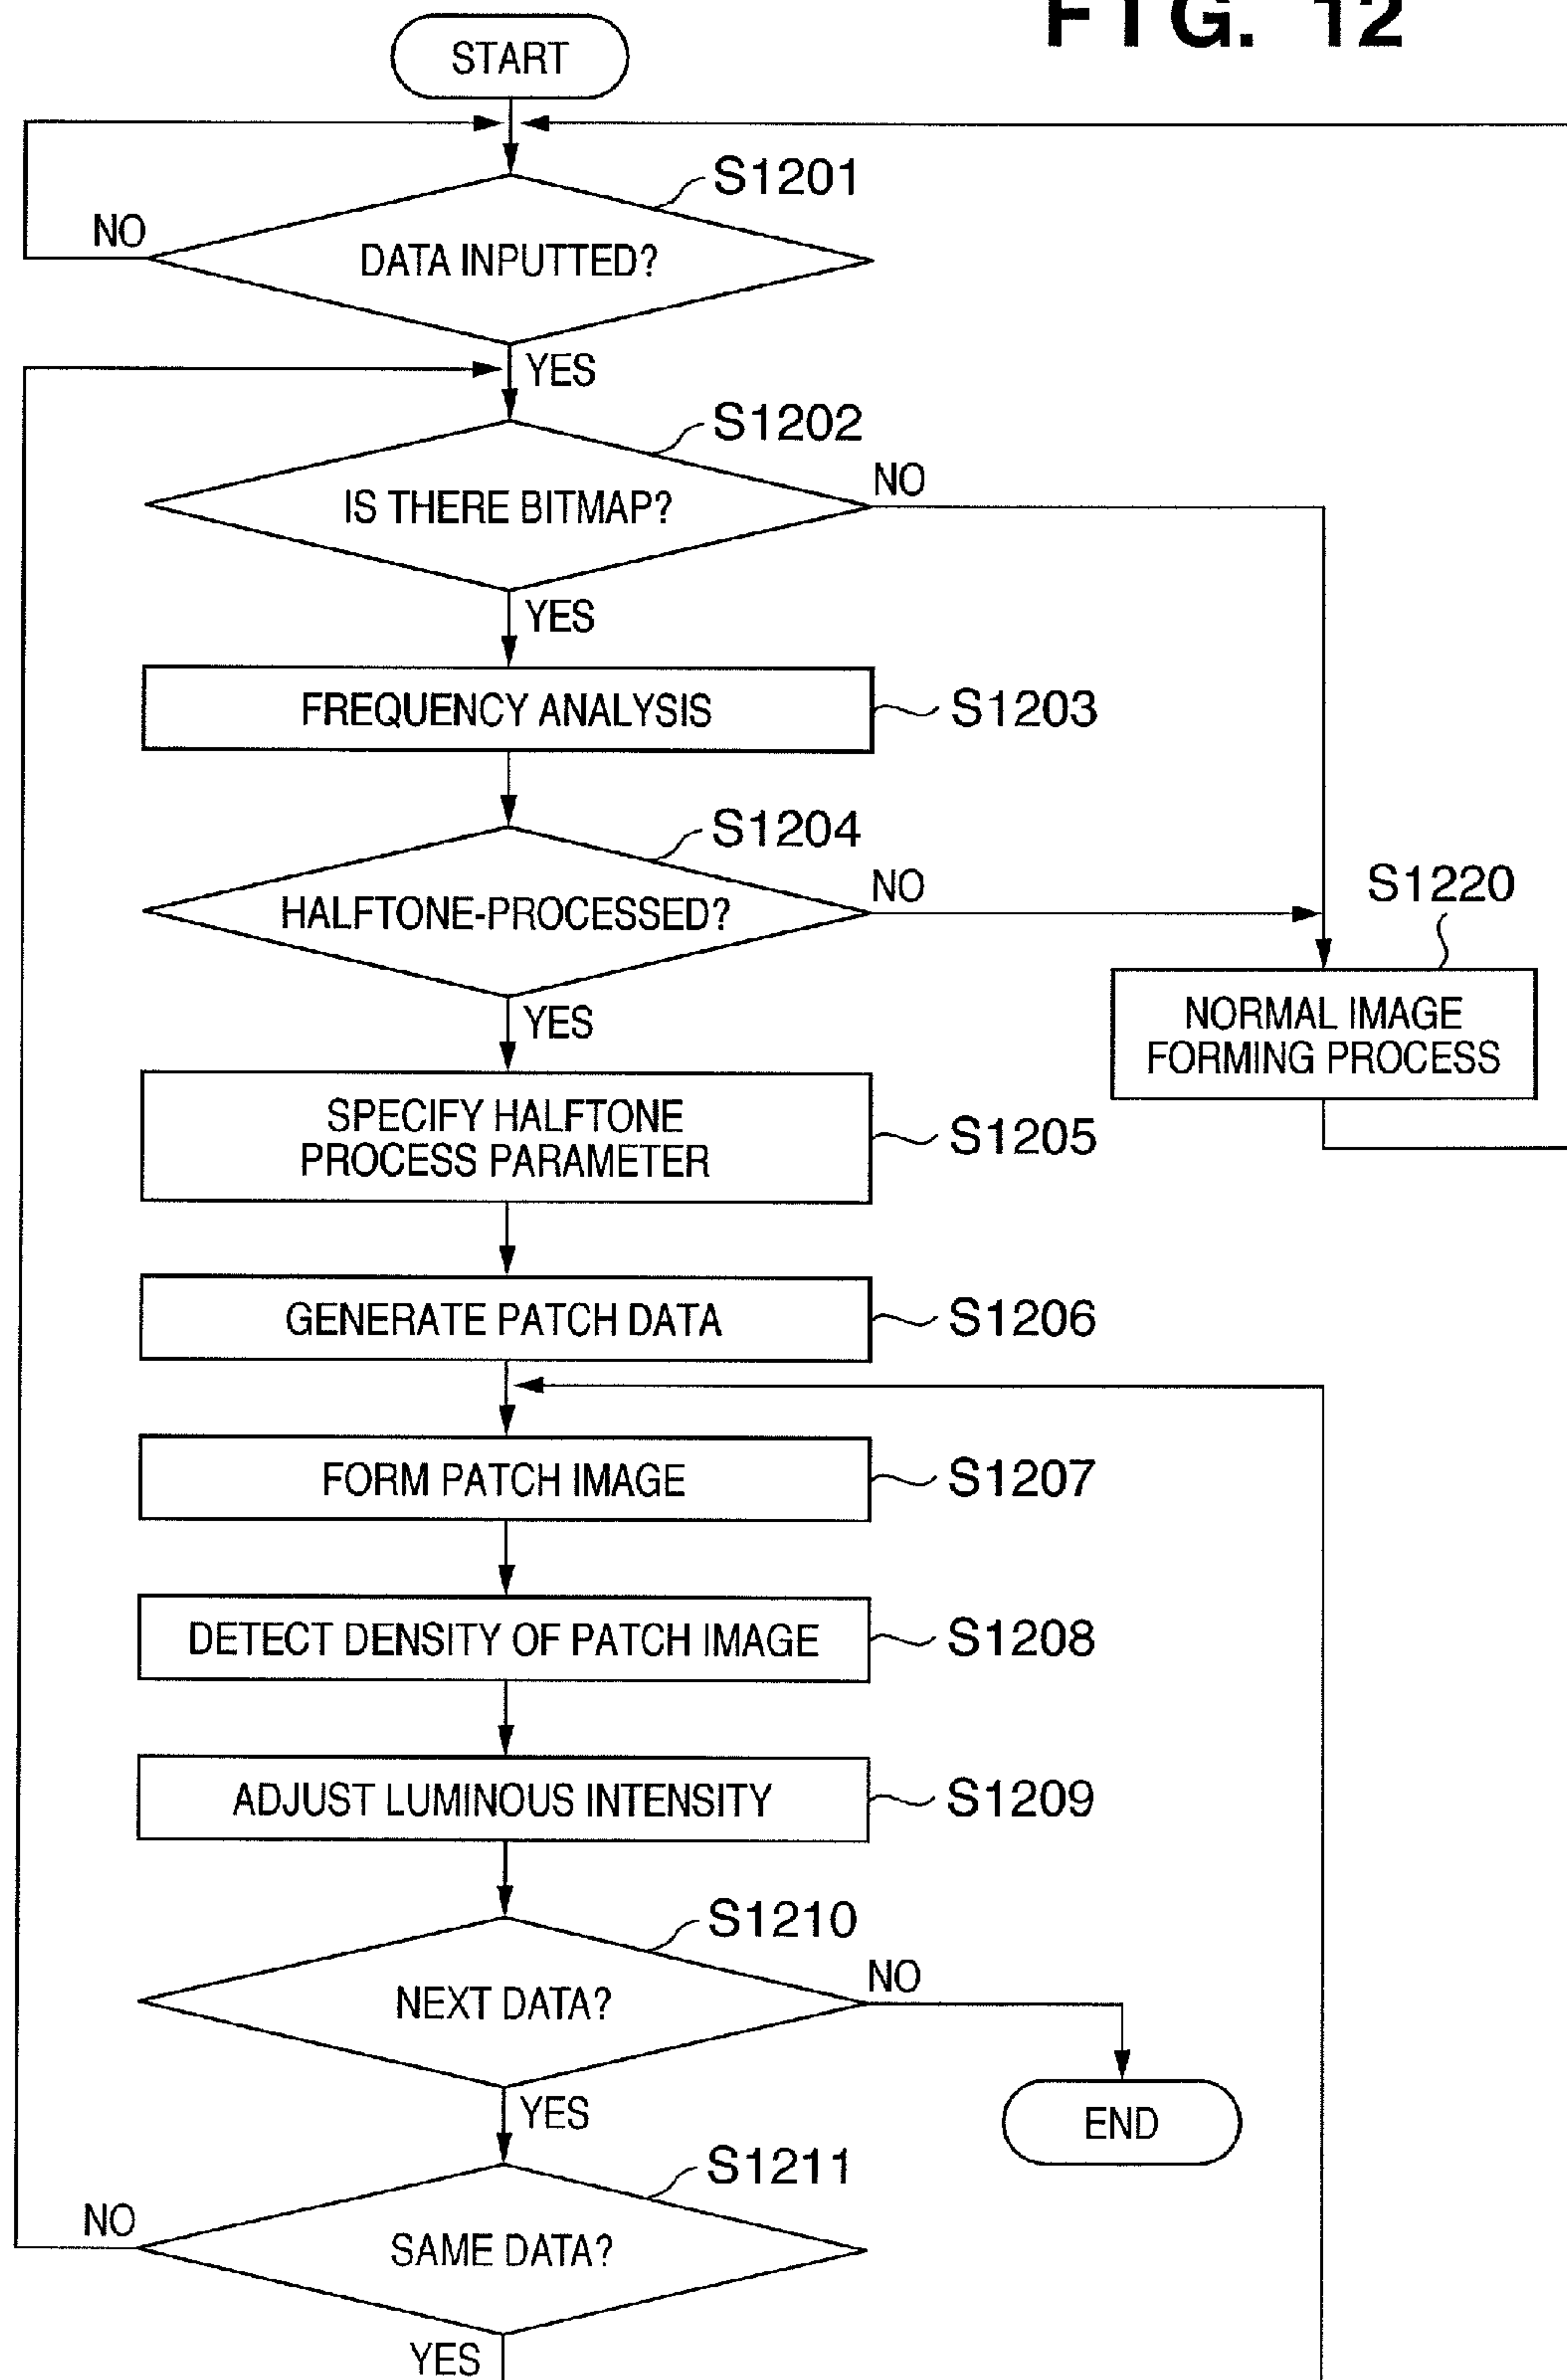 FIG. 12
START
S1201
NO
DATA INPUTTED?
YES
S1202
NO
IS THERE BITMAP?
YES
FREQUENCY ANALYSIS
S1203
S1204
NO
HALFTONE-PROCESSED?
S1220
YES
NORMAL IMAGE
FORMING PROCESS
SPECIFY HALFTONE
PROCESS PARAMETER
S1205
GENERATE PATCH DATA
S1206
FORM PATCH IMAGE
S1207
DETECT DENSITY OF PATCH IMAGE
S1208
ADJUST LUMINOUS INTENSITY
S1209
S1210
NO
NEXT DATA?
YES
END
S1211
NO
SAME DATA?
YES